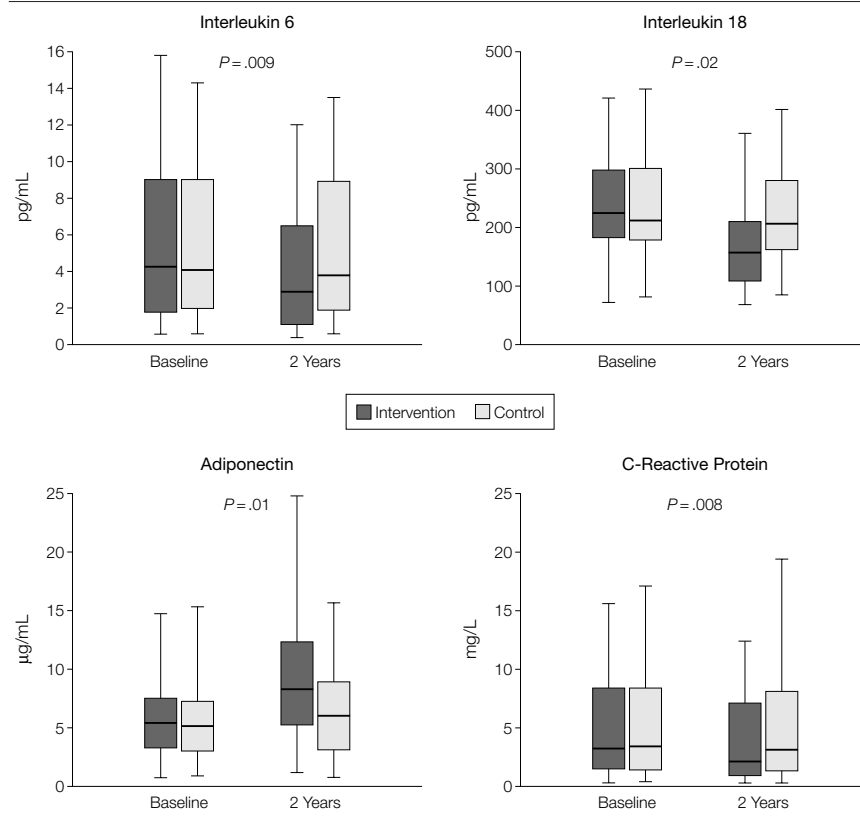 Interleukin 6
P = .009
16
14
12
10
8
6
4
2
0
pg/mL
Baseline
2 Years
Interleukin 18
P = .02
500
400
300
200
100
0
pg/mL
Baseline
2 Years
Intervention Control
Adiponectin
P = .01
25
20
15
10
5
0
µg/mL
Baseline
2 Years
C-Reactive Protein
P = .008
25
20
15
10
5
0
mg/L
Baseline
2 Years